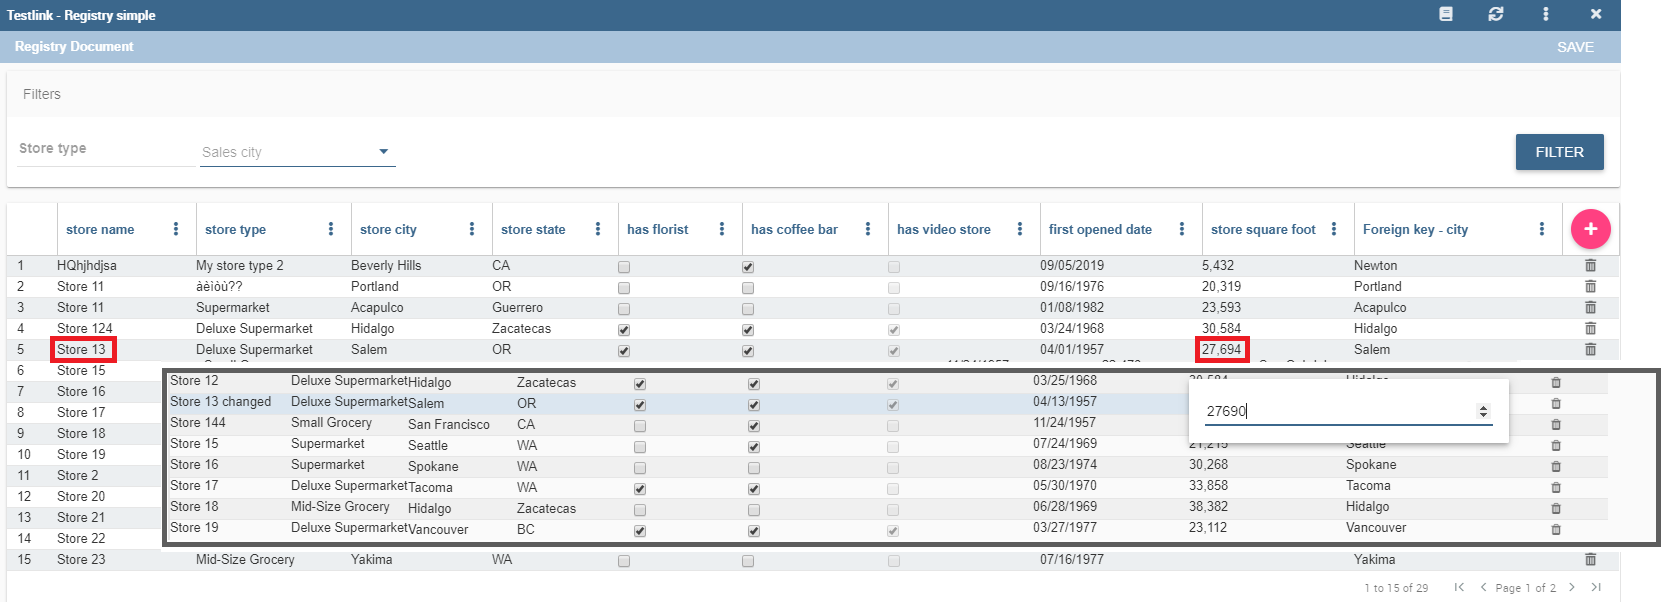 Testlink - Registry simple
Registry Document SAVE
Filters
Store type Sales city FILTER
store name store type store city store state has florist has coffee bar has video store first opened date store square foot Foreign key - city +
1 HQhjhdjsa My store type 2 Beverly Hills CA 09/05/2019 5,432 Newton
2 Store 11 àèìòù?? Portland OR 09/16/1976 20,319 Portland
3 Store 11 Supermarket Acapulco Guerrero 01/08/1982 23,593 Acapulco
4 Store 124 Deluxe Supermarket Hidalgo Zacatecas 03/24/1968 30,584 Hidalgo
5 Store 13 Deluxe Supermarket Salem OR 04/01/1957 27,694 Salem
6 Store 15
7 Store 16
8 Store 17
9 Store 18
10 Store 19
11 Store 2
12 Store 20
13 Store 21
14 Store 22
Store 12 Deluxe Supermarket Hidalgo Zacatecas 03/25/1968
Store 13 changed Deluxe Supermarket Salem OR 04/13/1957 27690
Store 144 Small Grocery San Francisco CA 11/24/1957
Store 15 Supermarket Seattle WA 07/24/1969 21,215 Seattle
Store 16 Supermarket Spokane WA 08/23/1974 30,268 Spokane
Store 17 Deluxe Supermarket Tacoma WA 05/30/1970 33,858 Tacoma
Store 18 Mid-Size Grocery Hidalgo Zacatecas 06/28/1969 38,382 Hidalgo
Store 19 Deluxe Supermarket Vancouver BC 03/27/1977 23,112 Vancouver
15 Store 23 Mid-Size Grocery Yakima WA 07/16/1977 Yakima
1 to 15 of 29 Page 1 of 2